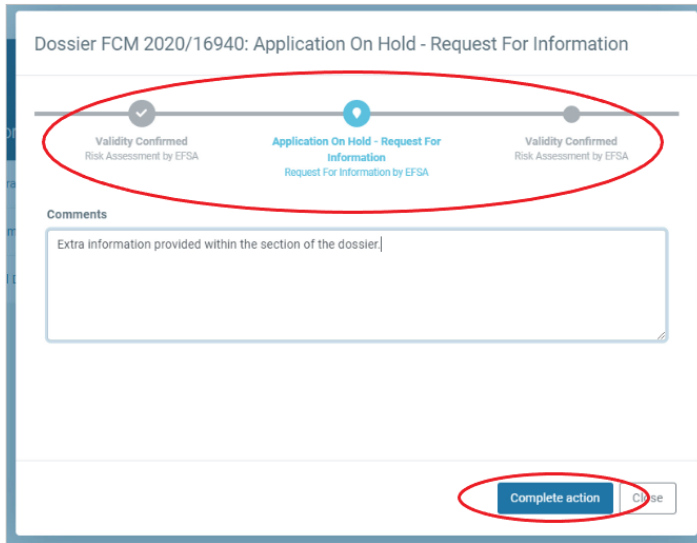 Dossier FCM 2020/16940: Application On Hold - Request For Information
Validity Confirmed
Risk Assessment by EFSA
Application On Hold - Request For
Information
Request For Information by EFSA
Validity Confirmed
Risk Assessment by EFSA
Comments
Extra information provided within the section of the dossier.
Complete action
Close